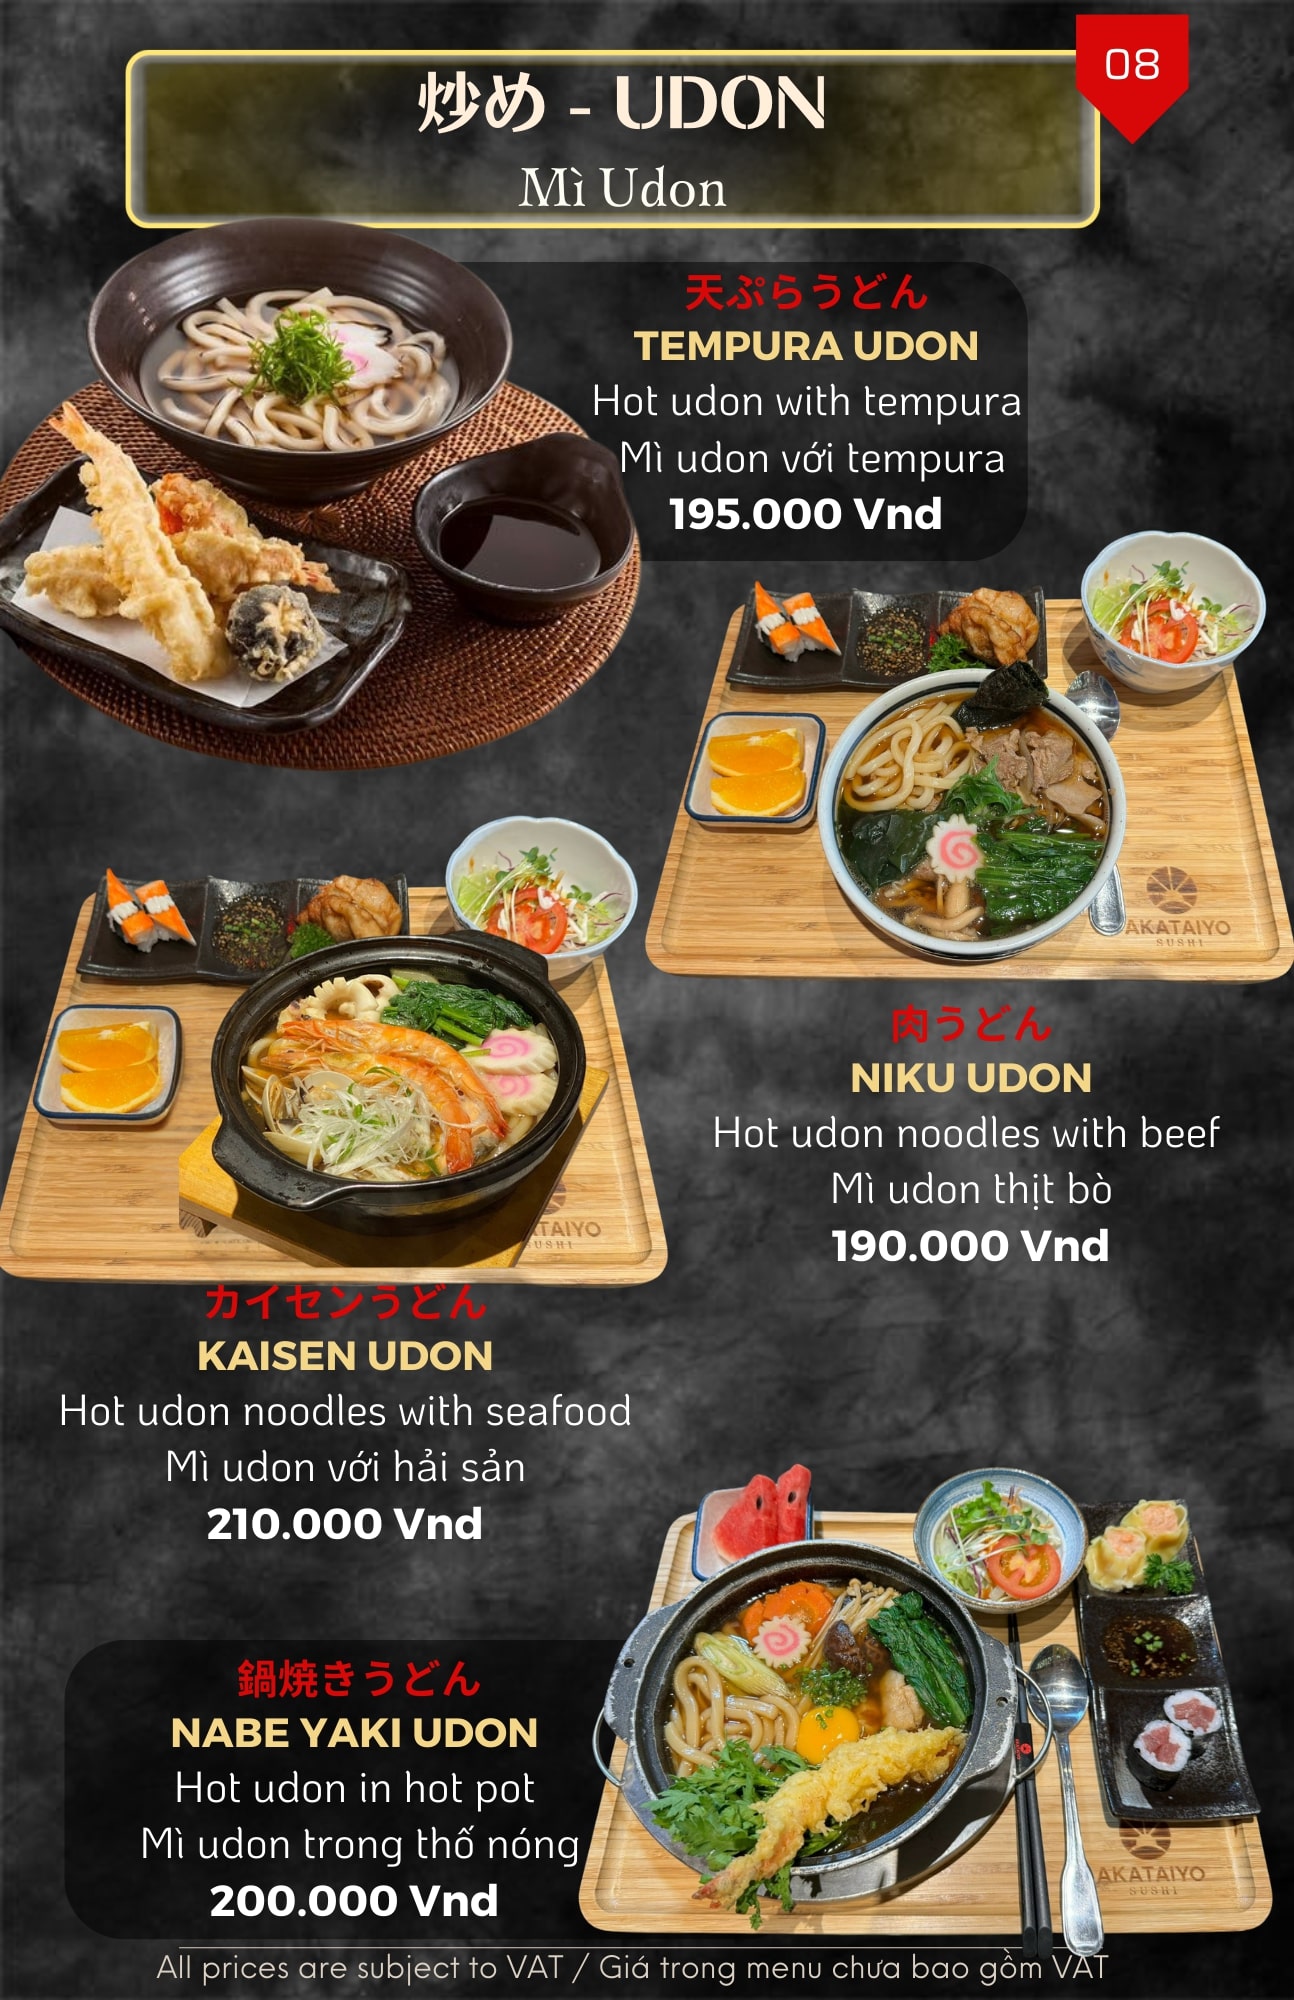 08
炒め - UDON
Mì Udon
天ぷらうどん
TEMPURA UDON
Hot udon with tempura
Mì udon với tempura
195.000 Vnd
AKATAIYO
SUSHI
肉うどん
NIKU UDON
Hot udon noodles with beef
Mì udon thịt bò
190.000 Vnd
カイセンうどん
KAISEN UDON
Hot udon noodles with seafood
Mì udon với hải sản
210.000 Vnd
鍋焼きうどん
NABE YAKI UDON
Hot udon in hot pot
Mì udon trong thố nóng
200.000 Vnd
AKATAIYO
SUSHI
All prices are subject to VAT / Giá trong menu chưa bao gồm VAT